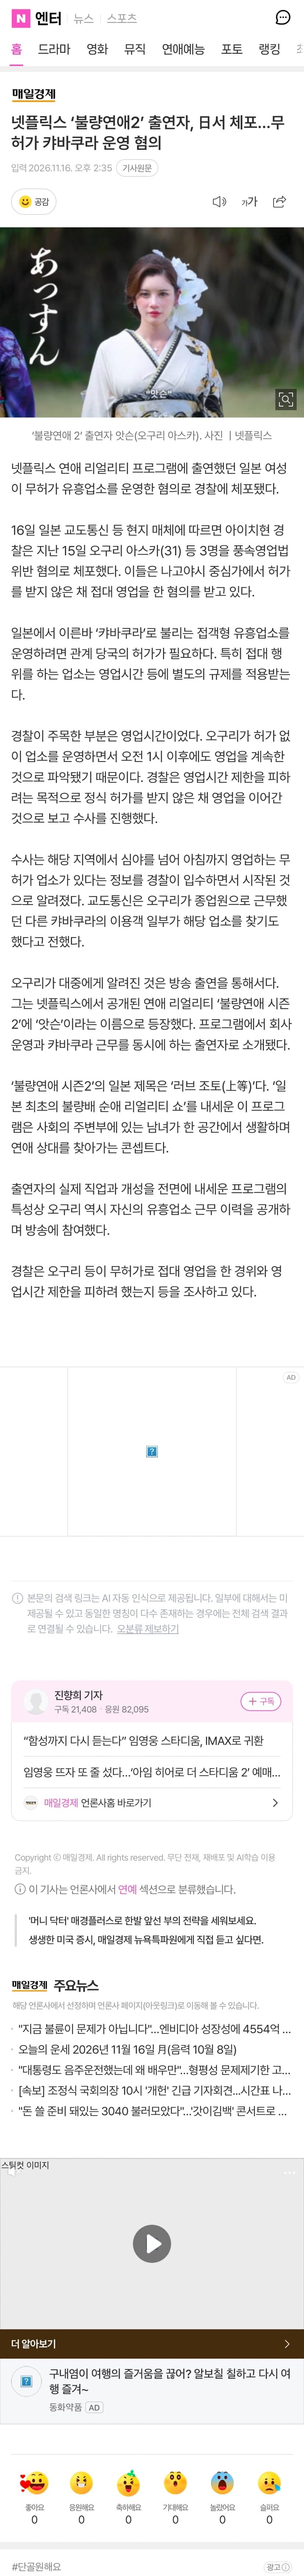 N 엔터 뉴스 스포츠
홈 드라마 영화 뮤직 연애예능 포토 랭킹
매일경제
넷플릭스 ‘불량연애2’ 출연자, 日서 체포…무
허가 캬바쿠라 운영 혐의
입력 2026.11.16. 오후 2:35 기사원문
공감
가가
あっすん
"앗슨"
‘불량연애 2’ 출연자 앗슨(오구리 아스카). 사진 ㅣ넷플릭스
넷플릭스 연애 리얼리티 프로그램에 출연했던 일본 여성
이 무허가 유흥업소를 운영한 혐의로 경찰에 체포됐다.
16일 일본 교도통신 등 현지 매체에 따르면 아이치현 경
찰은 지난 15일 오구리 아스카(31) 등 3명을 풍속영업법
위반 혐의로 체포했다. 이들은 나고야시 중심가에서 허가
를 받지 않은 채 접대 영업을 한 혐의를 받고 있다.
일본에서 이른바 ‘캬바쿠라’로 불리는 접객형 유흥업소를
운영하려면 관계 당국의 허가가 필요하다. 특히 접대 행
위를 하는 업소는 영업시간 등에 별도의 규제를 적용받는
다.
경찰이 주목한 부분은 영업시간이었다. 오구리가 허가 없
이 업소를 운영하면서 오전 1시 이후에도 영업을 계속한
것으로 파악됐기 때문이다. 경찰은 영업시간 제한을 피하
려는 목적으로 정식 허가를 받지 않은 채 영업을 이어간
것으로 보고 수사를 진행했다.
수사는 해당 지역에서 심야를 넘어 아침까지 영업하는 무
허가 업소가 있다는 정보를 경찰이 입수하면서 시작된 것
으로 알려졌다. 교도통신은 오구리가 종업원으로 근무했
던 다른 캬바쿠라의 이용객 일부가 해당 업소를 찾기도
했다고 전했다.
오구리가 대중에게 알려진 것은 방송 출연을 통해서다.
그는 넷플릭스에서 공개된 연애 리얼리티 ‘불량연애 시즌
2’에 ‘앗슨’이라는 이름으로 등장했다. 프로그램에서 회사
운영과 캬바쿠라 근무를 동시에 하는 출연자로 소개됐다.
‘불량연애 시즌2’의 일본 제목은 ‘러브 조토(上等)’다. ‘일
본 최초의 불량배 순애 리얼리티 쇼’를 내세운 이 프로그
램은 사회의 주변부에 있는 남녀가 한 공간에서 생활하며
연애 상대를 찾아가는 콘셉트다.
출연자의 실제 직업과 개성을 전면에 내세운 프로그램의
특성상 오구리 역시 자신의 유흥업소 근무 이력을 공개하
며 방송에 참여했다.
경찰은 오구리 등이 무허가로 접대 영업을 한 경위와 영
업시간 제한을 피하려 했는지 등을 조사하고 있다.
AD
본문의 검색 링크는 AI 자동 인식으로 제공됩니다. 일부에 대해서는 미
제공될 수 있고 동일한 명칭이 다수 존재하는 경우에는 전체 검색 결과
로 연결될 수 있습니다. 오분류 제보하기
진향희 기자
구독 21,408 · 응원 82,095
+ 구독
“함성까지 다시 듣는다” 임영웅 스타디움, IMAX로 귀환
임영웅 뜨자 또 줄 섰다…‘아임 히어로 더 스타디움 2’ 예매...
매일경제 언론사홈 바로가기
Copyright ⓒ 매일경제. All rights reserved. 무단 전재, 재배포 및 AI학습 이용
금지.
이 기사는 언론사에서 연예 섹션으로 분류했습니다.
'머니 닥터' 매경플러스로 한발 앞선 부의 전략을 세워보세요.
생생한 미국 증시, 매일경제 뉴욕특파원에게 직접 듣고 싶다면.
매일경제 주요뉴스
해당 언론사에서 선정하며 언론사 페이지(아웃링크)로 이동해 볼 수 있습니다.
· "지금 불륜이 문제가 아닙니다"…엔비디아 성장성에 4554억 ...
· 오늘의 운세 2026년 11월 16일 月(음력 10월 8일)
· "대통령도 음주운전했는데 왜 배우만"…형평성 문제제기한 고...
· [속보] 조정식 국회의장 10시 '개헌' 긴급 기자회견…시간표 나...
· "돈 쓸 준비 돼있는 3040 불러모았다"…'갓이김백' 콘서트로 ...
스틸컷 이미지
더 알아보기
구내염이 여행의 즐거움을 끊어? 알보칠 칠하고 다시 여
행 즐겨~
동화약품 AD
좋아요 응원해요 축하해요 기대해요 놀랐어요 슬퍼요
0 0 0 0 0 0
#단골원해요
광고